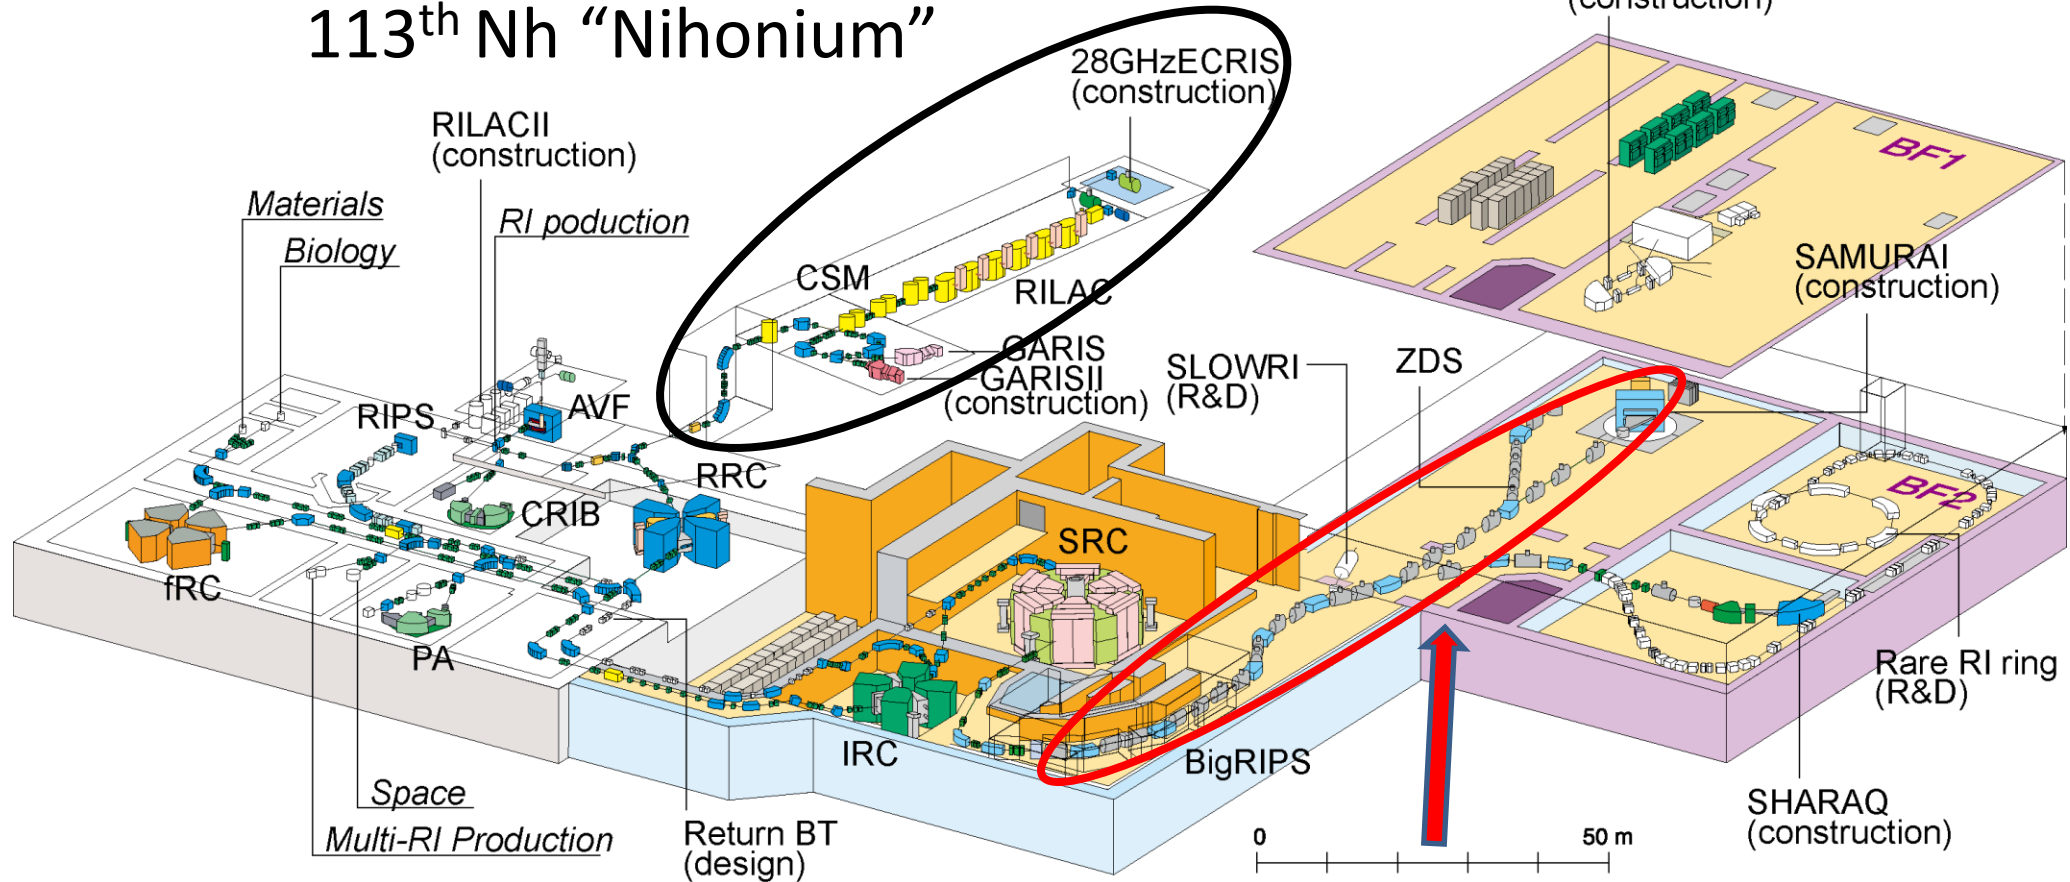 113th Nh “Nihonium”
(construction)
28GHzECRIS
(construction)
RILACII
(construction)
BF1
Materials
RI poduction
Biology
SAMURAI
(construction)
CSM
RILAC
GARIS
GARISII
(construction)
SLOWRI
(R&D)
ZDS
RIPS
AVF
RRC
CRIB
BF2
SRC
fRC
PA
Rare RI ring
(R&D)
IRC
BigRIPS
Space
Multi-RI Production
Return BT
(design)
SHARAQ
(construction)
0 50 m